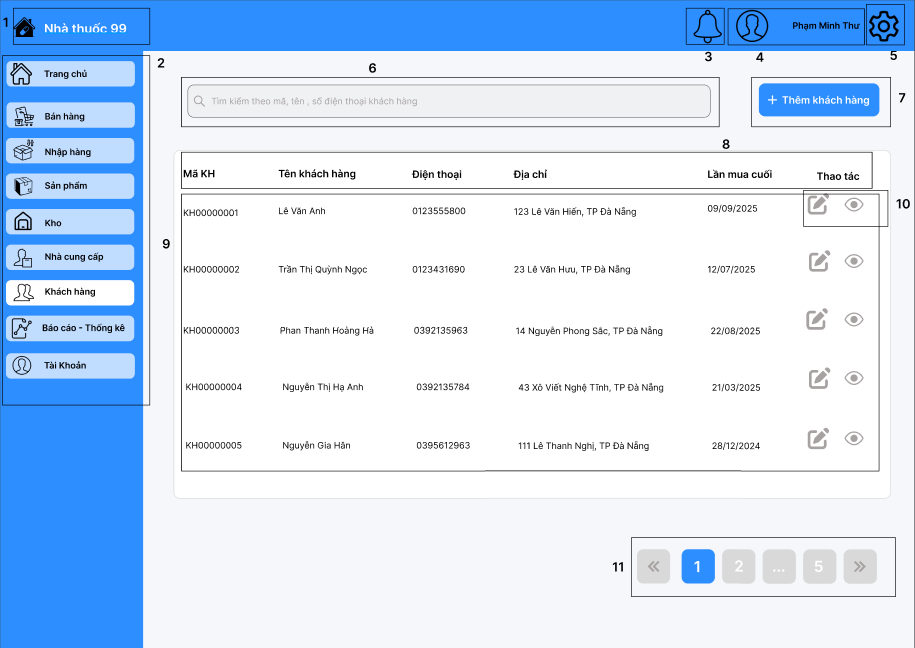 1
Nhà thuốc 99
Phạm Minh Thư
2
3
4
5
6
7
Trang chủ
Bán hàng
Nhập hàng
Sản phẩm
Kho
Nhà cung cấp
Khách hàng
Báo cáo - Thống kê
Tài Khoản
Tìm kiếm theo mã, tên , số điện thoại khách hàng
+ Thêm khách hàng
8
Mã KH Tên khách hàng Điện thoại Địa chỉ Lần mua cuối Thao tác
9
10
KH00000001 Lê Văn Anh 0123555800 123 Lê Văn Hiến, TP Đà Nẵng 09/09/2025
KH00000002 Trần Thị Quỳnh Ngọc 0123431690 23 Lê Văn Hưu, TP Đà Nẵng 12/07/2025
KH00000003 Phan Thanh Hoàng Hà 0392135963 14 Nguyễn Phong Sắc, TP Đà Nẵng 22/08/2025
KH00000004 Nguyễn Thị Hạ Anh 0392135784 43 Xô Viết Nghệ Tĩnh, TP Đà Nẵng 21/03/2025
KH00000005 Nguyễn Gia Hân 0395612963 111 Lê Thanh Nghị, TP Đà Nẵng 28/12/2024
11
« 1 2 ... 5 »